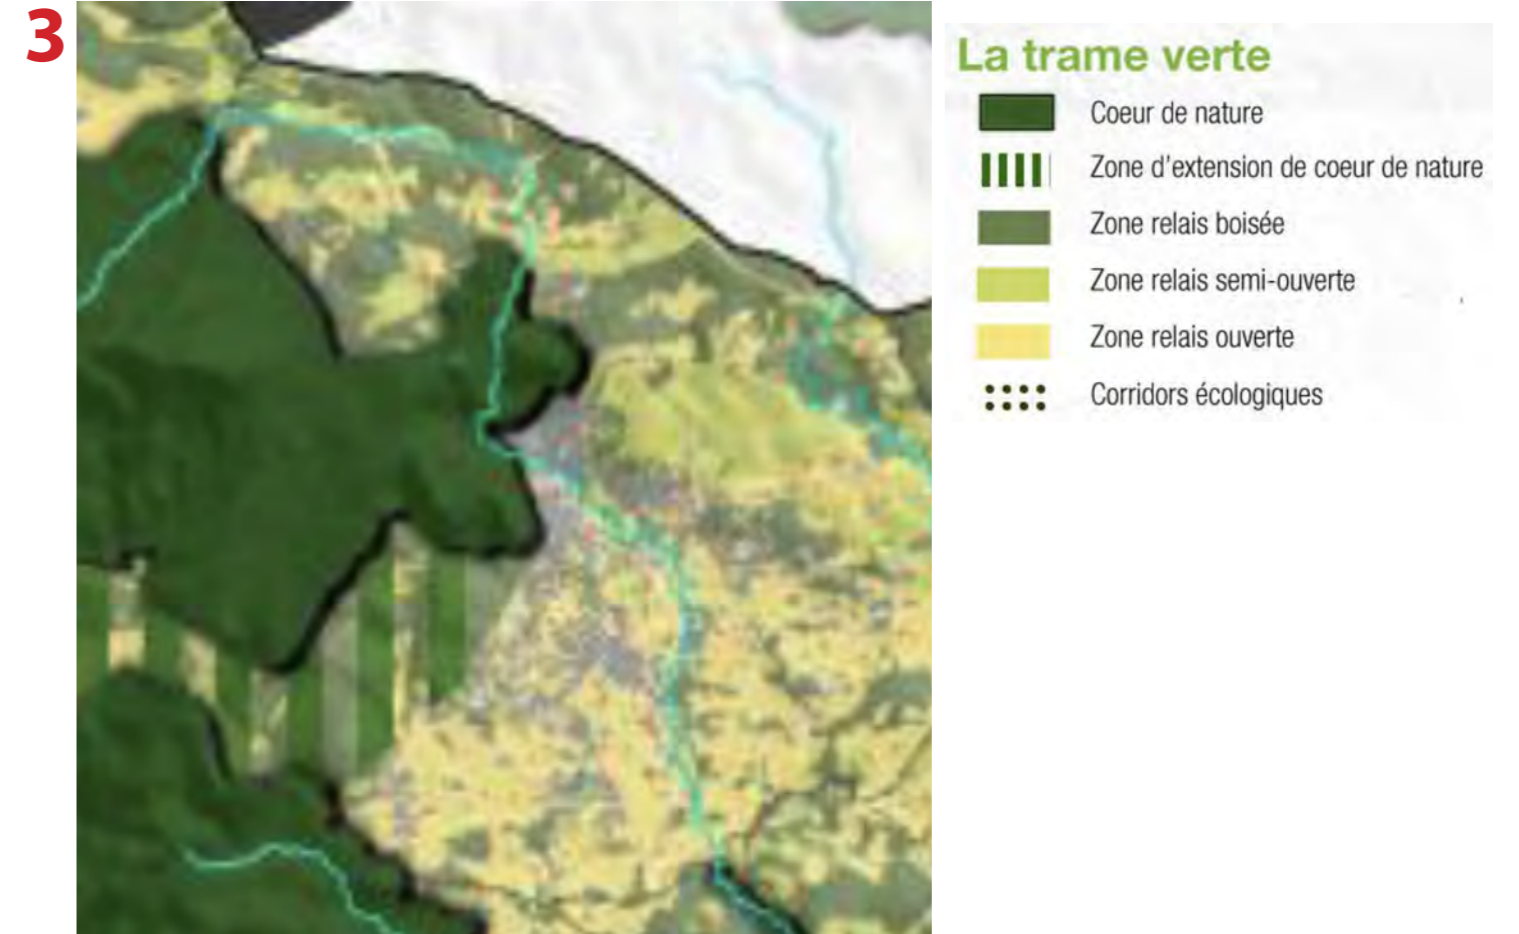 3
La trame verte
Coeur de nature
Zone d'extension de coeur de nature
Zone relais boisée
Zone relais semi-ouverte
Zone relais ouverte
Corridors écologiques